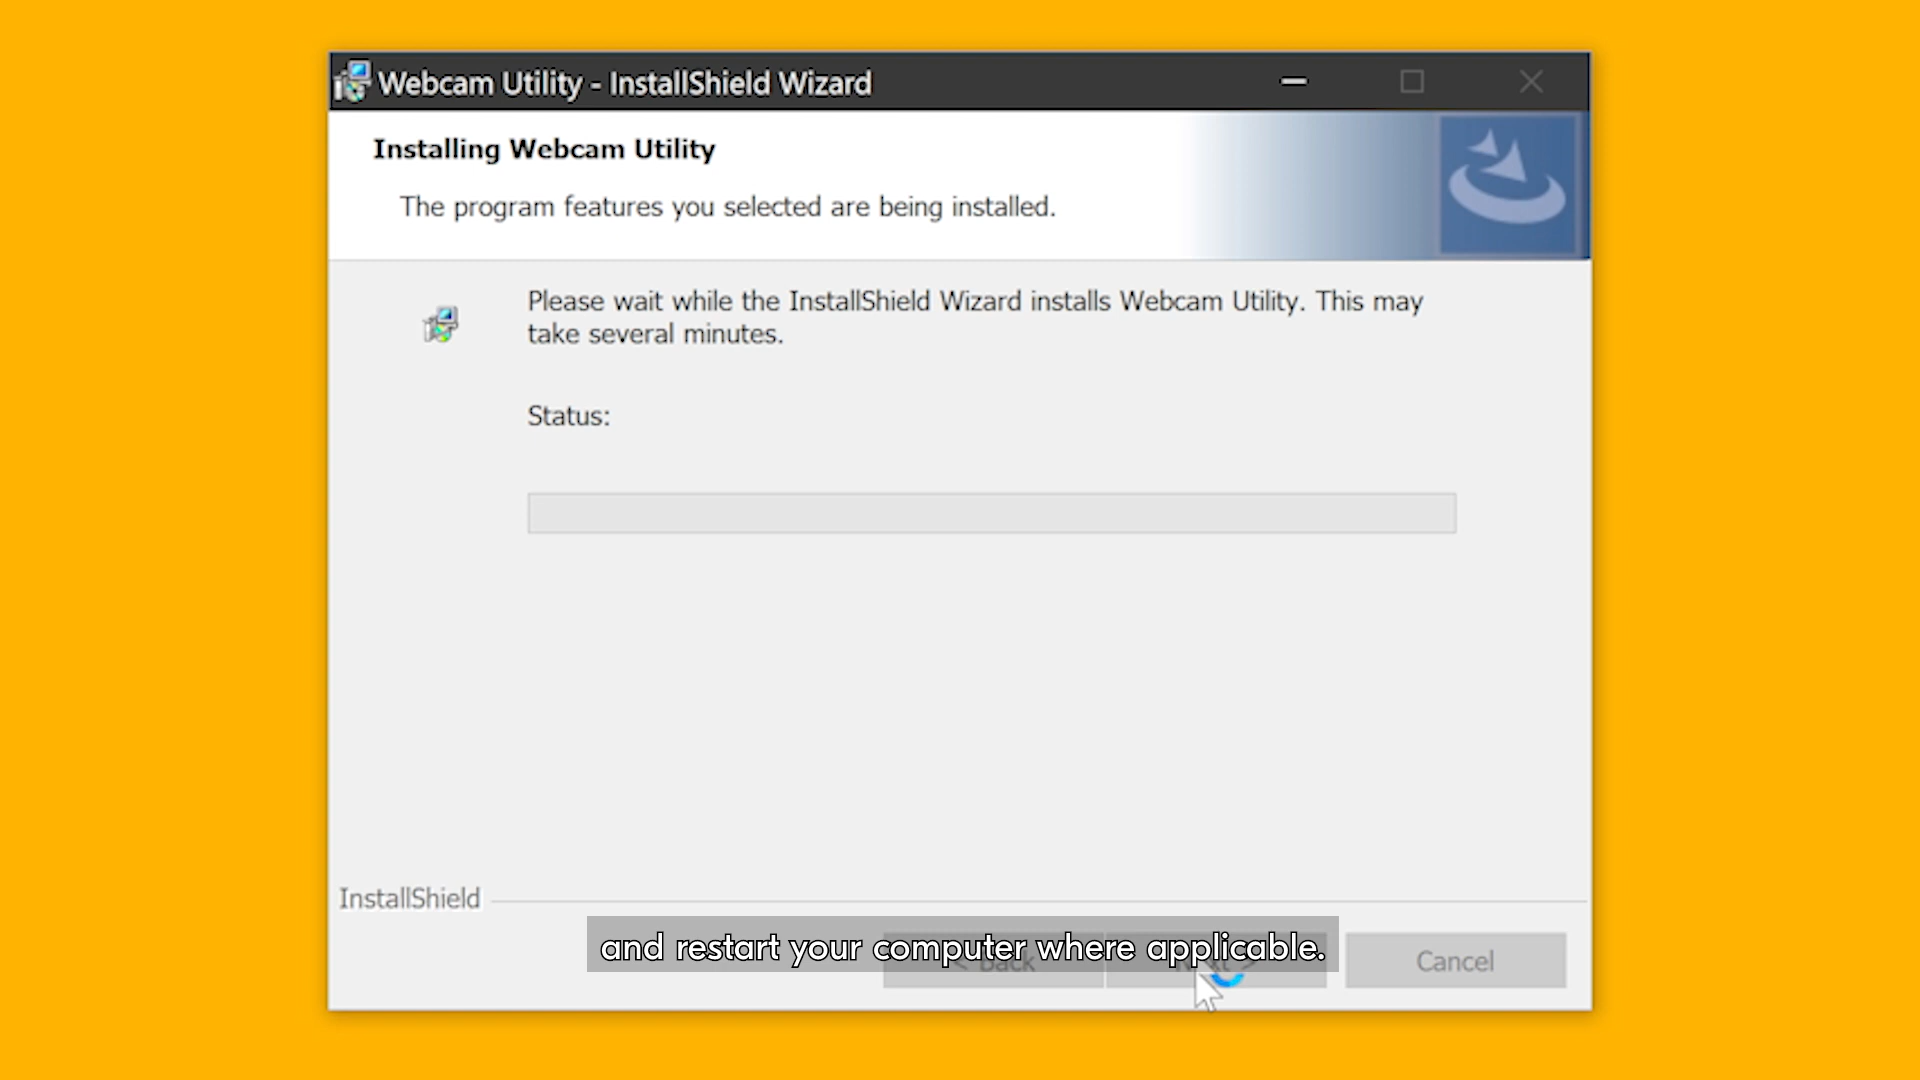 Webcam Utility - InstallShield Wizard
Installing Webcam Utility
The program features you selected are being installed.
Please wait while the InstallShield Wizard installs Webcam Utility. This may
take several minutes.
Status:
InstallShield
and restart your computer where applicable.
< Back
Cancel